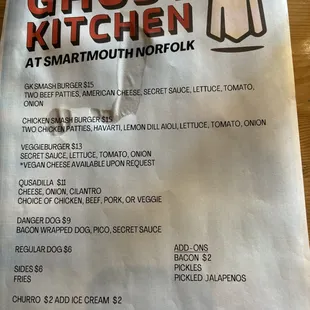 GHOST
KITCHEN
AT SMARTMOUTH NORFOLK
GK SMASH BURGER $15
TWO BEEF PATTIES, AMERICAN CHEESE, SECRET SAUCE, LETTUCE, TOMATO,
ONION
CHICKEN SMASH BURGER $15
TWO CHICKEN PATTIES, HAVARTI, LEMON DILL AIOLI, LETTUCE, TOMATO, ONION
VEGGIEBURGER $13
SECRET SAUCE, LETTUCE, TOMATO, ONION
*VEGAN CHEESE AVAILABLE UPON REQUEST
QUSADILLA $11
CHEESE, ONION, CILANTRO
CHOICE OF CHICKEN, BEEF, PORK, OR VEGGIE
DANGER DOG $9
BACON WRAPPED DOG, PICO, SECRET SAUCE
REGULAR DOG $6
SIDES $6
FRIES
CHURRO $2 ADD ICE CREAM $2
ADD-ONS
BACON $2
PICKLES
PICKLED JALAPENOS